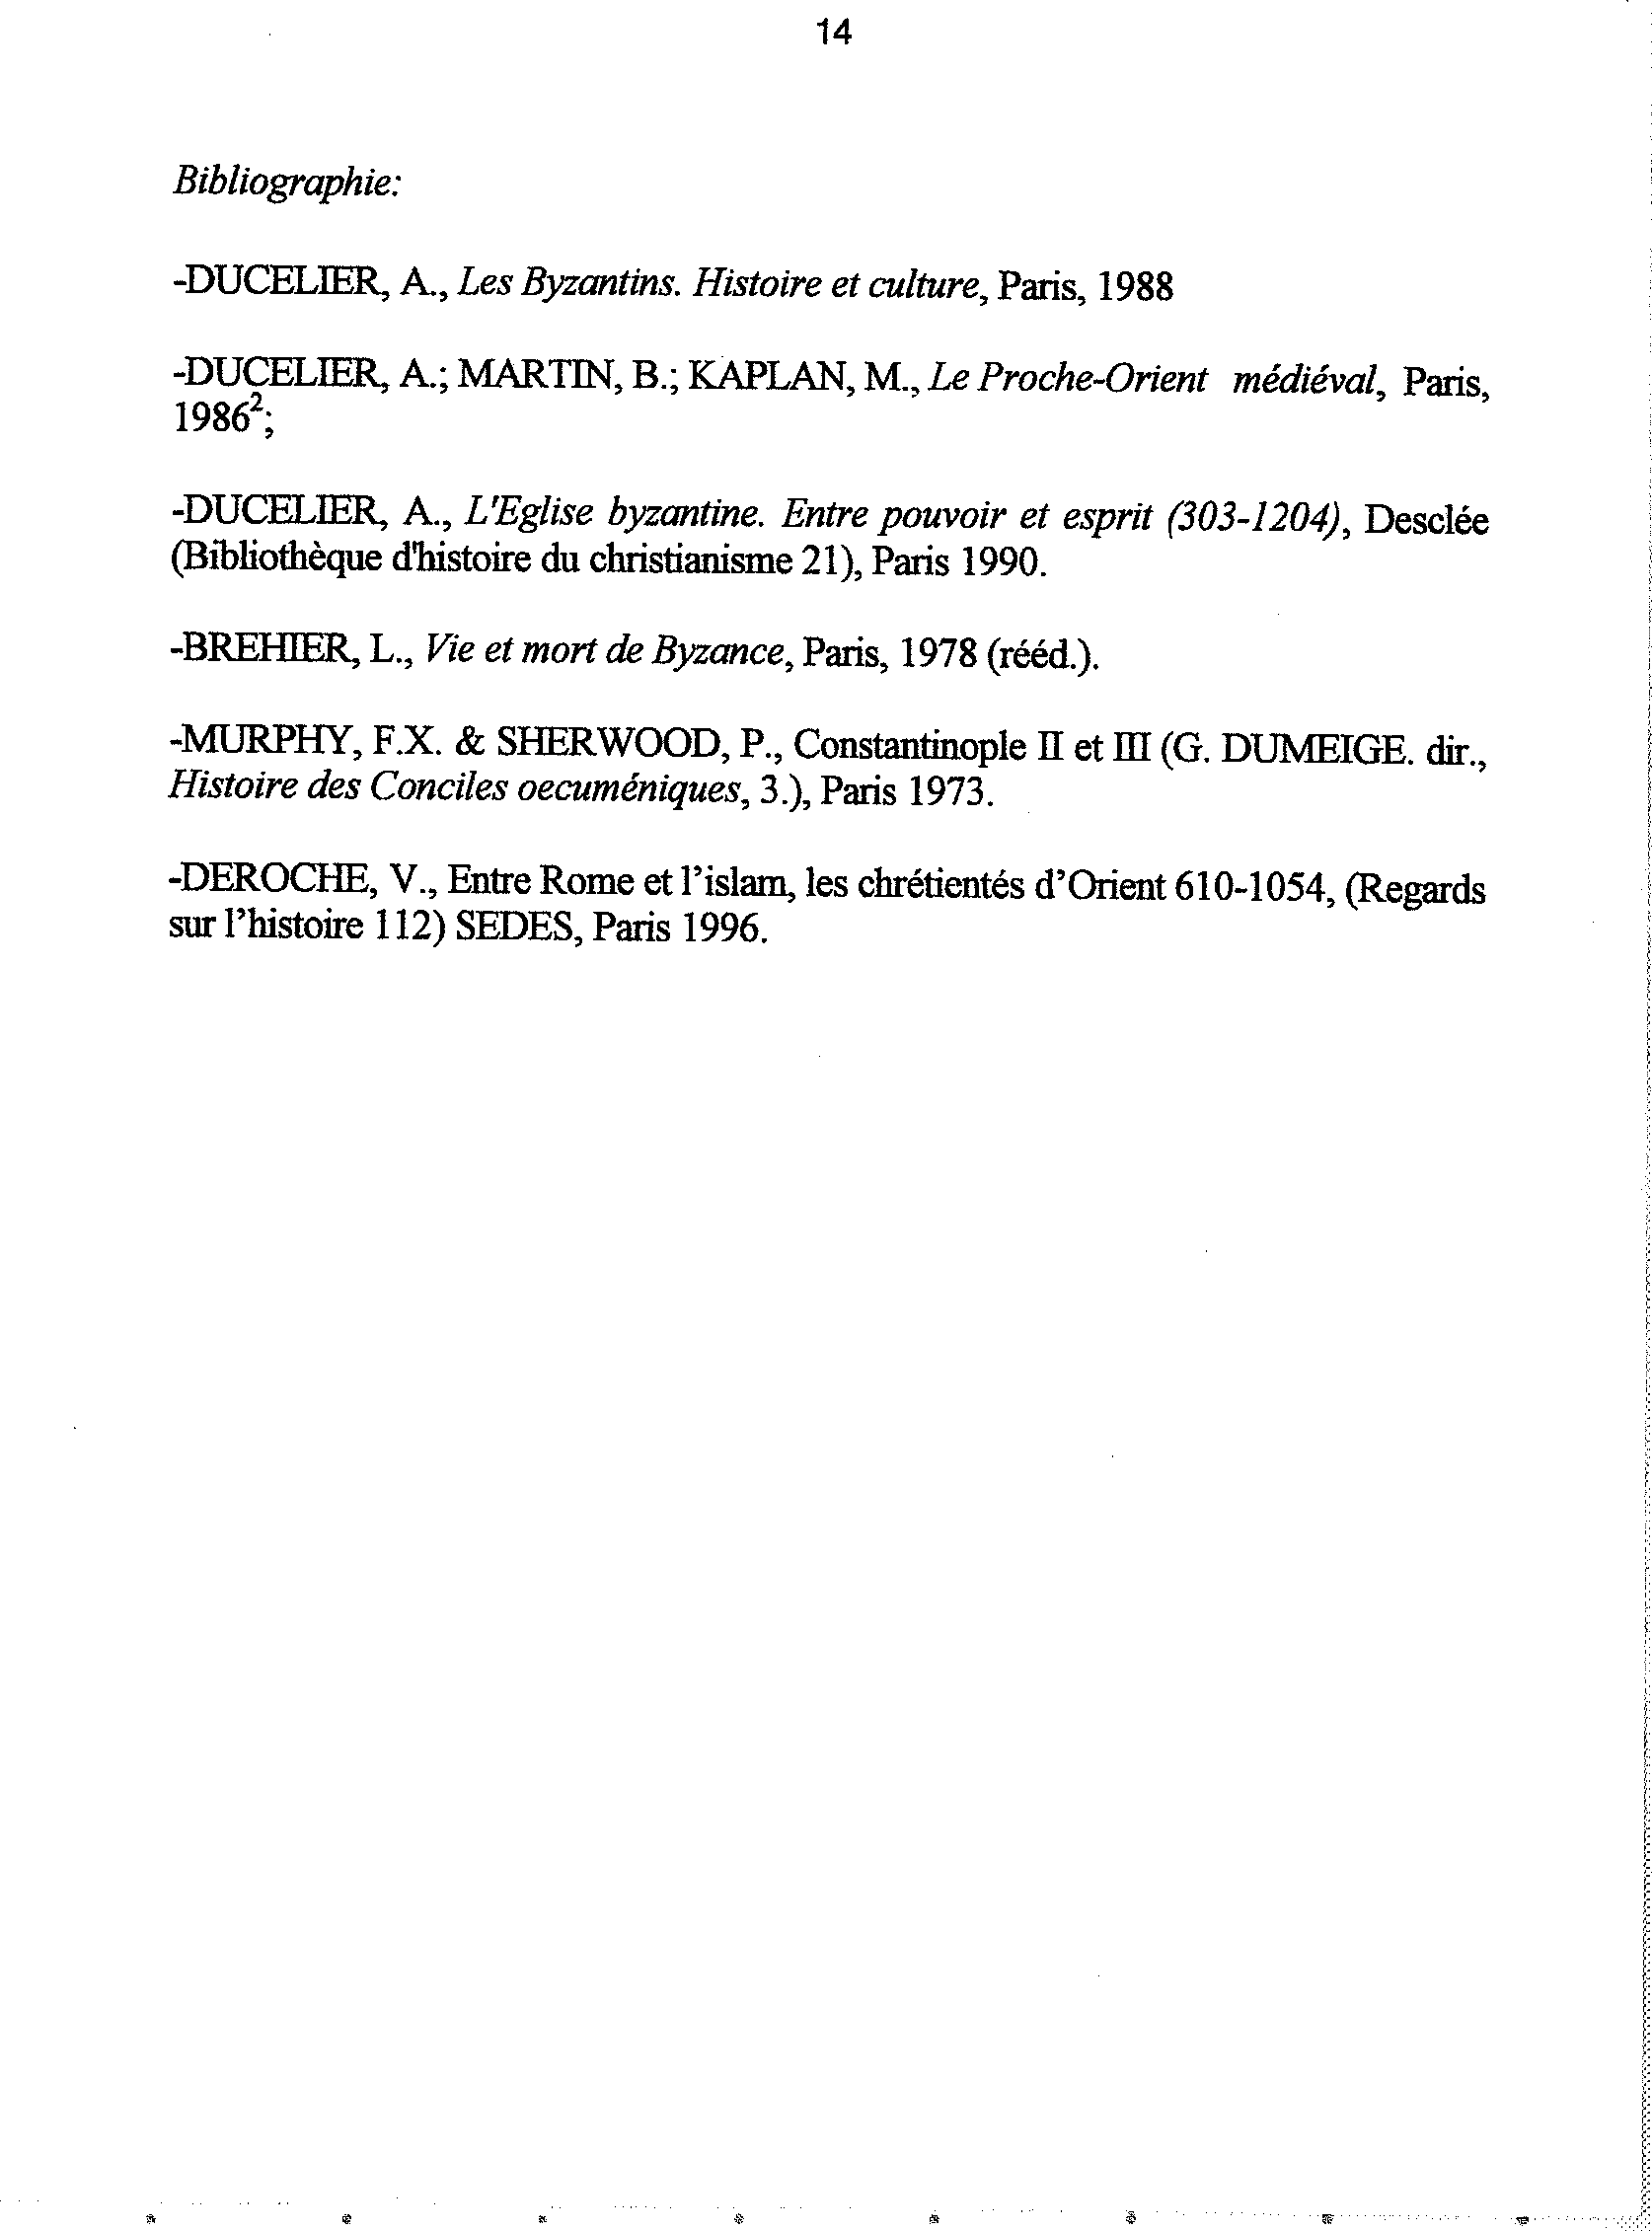 14
Bibliographie:
-DUCELIER, A., Les Byzantins. Histoire et culture, Paris, 1988
-DUCELIER, A.; MARTIN, B.; KAPLAN, M., Le Proche-Orient médiéval, Paris,
1986²;
-DUCELIER, A., L'Eglise byzantine. Entre pouvoir et esprit (303-1204), Desclée
(Bibliothèque d'histoire du christianisme 21), Paris 1990.
-BREHIER, L., Vie et mort de Byzance, Paris, 1978 (rééd.).
-MURPHY, F.X. & SHERWOOD, P., Constantinople II et III (G. DUMEIGE. dir.,
Histoire des Conciles oecuméniques, 3.), Paris 1973.
-DEROCHE, V., Entre Rome et l’islam, les chrétientés d’Orient 610-1054, (Regards
sur l’histoire 112) SEDES, Paris 1996.